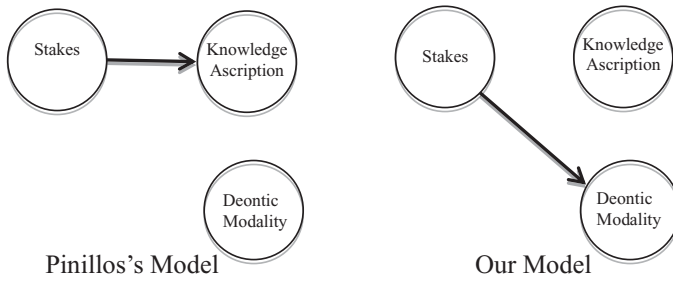 Stakes
Knowledge
Ascription
Deontic
Modality
Pinillos's Model
Stakes
Knowledge
Ascription
Deontic
Modality
Our Model